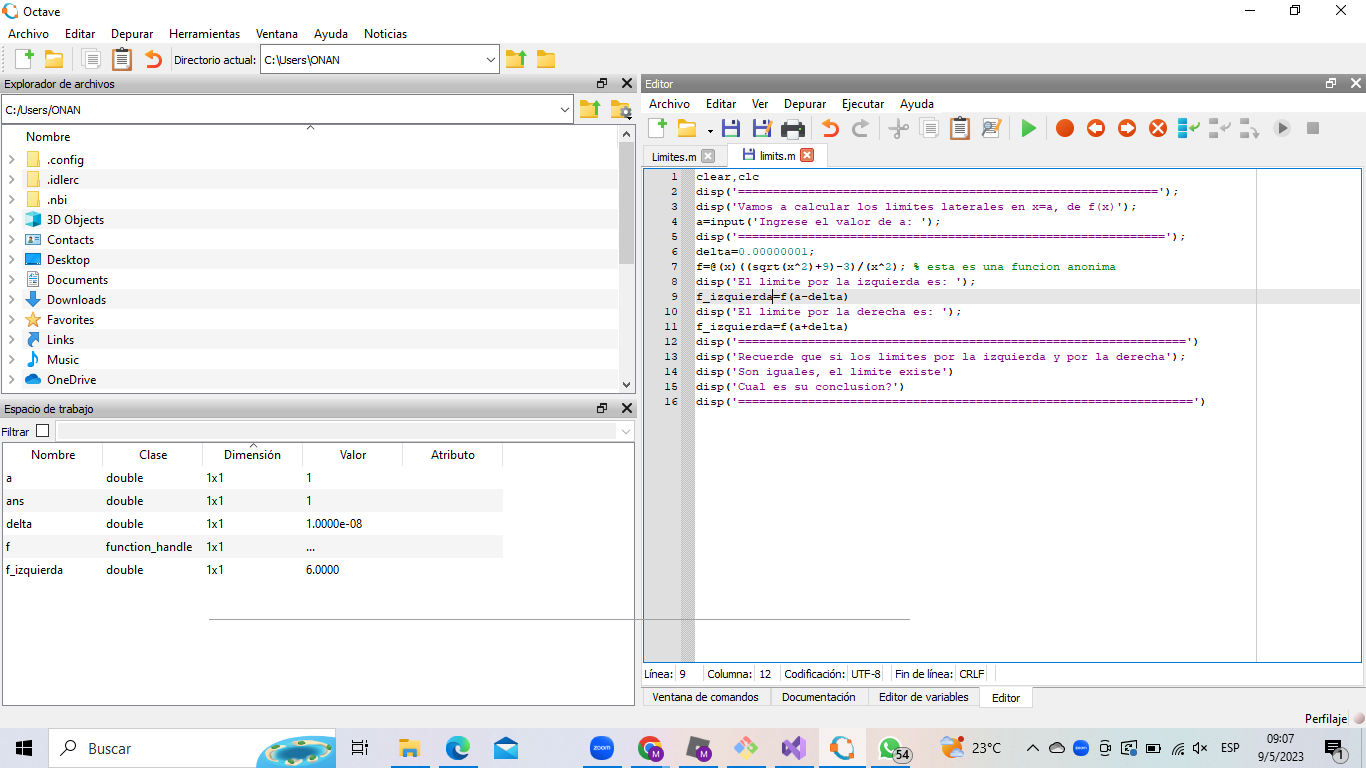 Octave
Archivo Editar Depurar Herramientas Ventana Ayuda Noticias
Directorio actual: C:\Users\ONAN
Explorador de archivos
C:/Users/ONAN
Nombre
.config
.idlerc
.nbi
3D Objects
Contacts
Desktop
Documents
Downloads
Favorites
Links
Music
OneDrive
Espacio de trabajo
Filtrar
Nombre Clase Dimensión Valor Atributo
a double 1x1 1
ans double 1x1 1
delta double 1x1 1.0000e-08
f function_handle 1x1 ...
f_izquierda double 1x1 6.0000
Editor
Archivo Editar Ver Depurar Ejecutar Ayuda
Limites.m limits.m
1 clear,clc
2 disp('============================================================');
3 disp('Vamos a calcular los limites laterales en x=a, de f(x)');
4 a=input('Ingrese el valor de a: ');
5 disp('=============================================================');
6 delta=0.00000001;
7 f=@(x)((sqrt(x^2)+9)-3)/(x^2); % esta es una funcion anonima
8 disp('El limite por la izquierda es: ');
9 f_izquierda=f(a-delta)
10 disp('El limite por la derecha es: ');
11 f_izquierda=f(a+delta)
12 disp('================================================================')
13 disp('Recuerde que si los limites por la izquierda y por la derecha');
14 disp('Son iguales, el limite existe')
15 disp('Cual es su conclusion?')
16 disp('=================================================================')
Línea: 9 Columna: 12 Codificación: UTF-8 Fin de línea: CRLF
Ventana de comandos Documentación Editor de variables Editor
Perfilaje
Buscar
zoom
M
M
54
23°C
zoom
ESP
09:07
9/5/2023
1